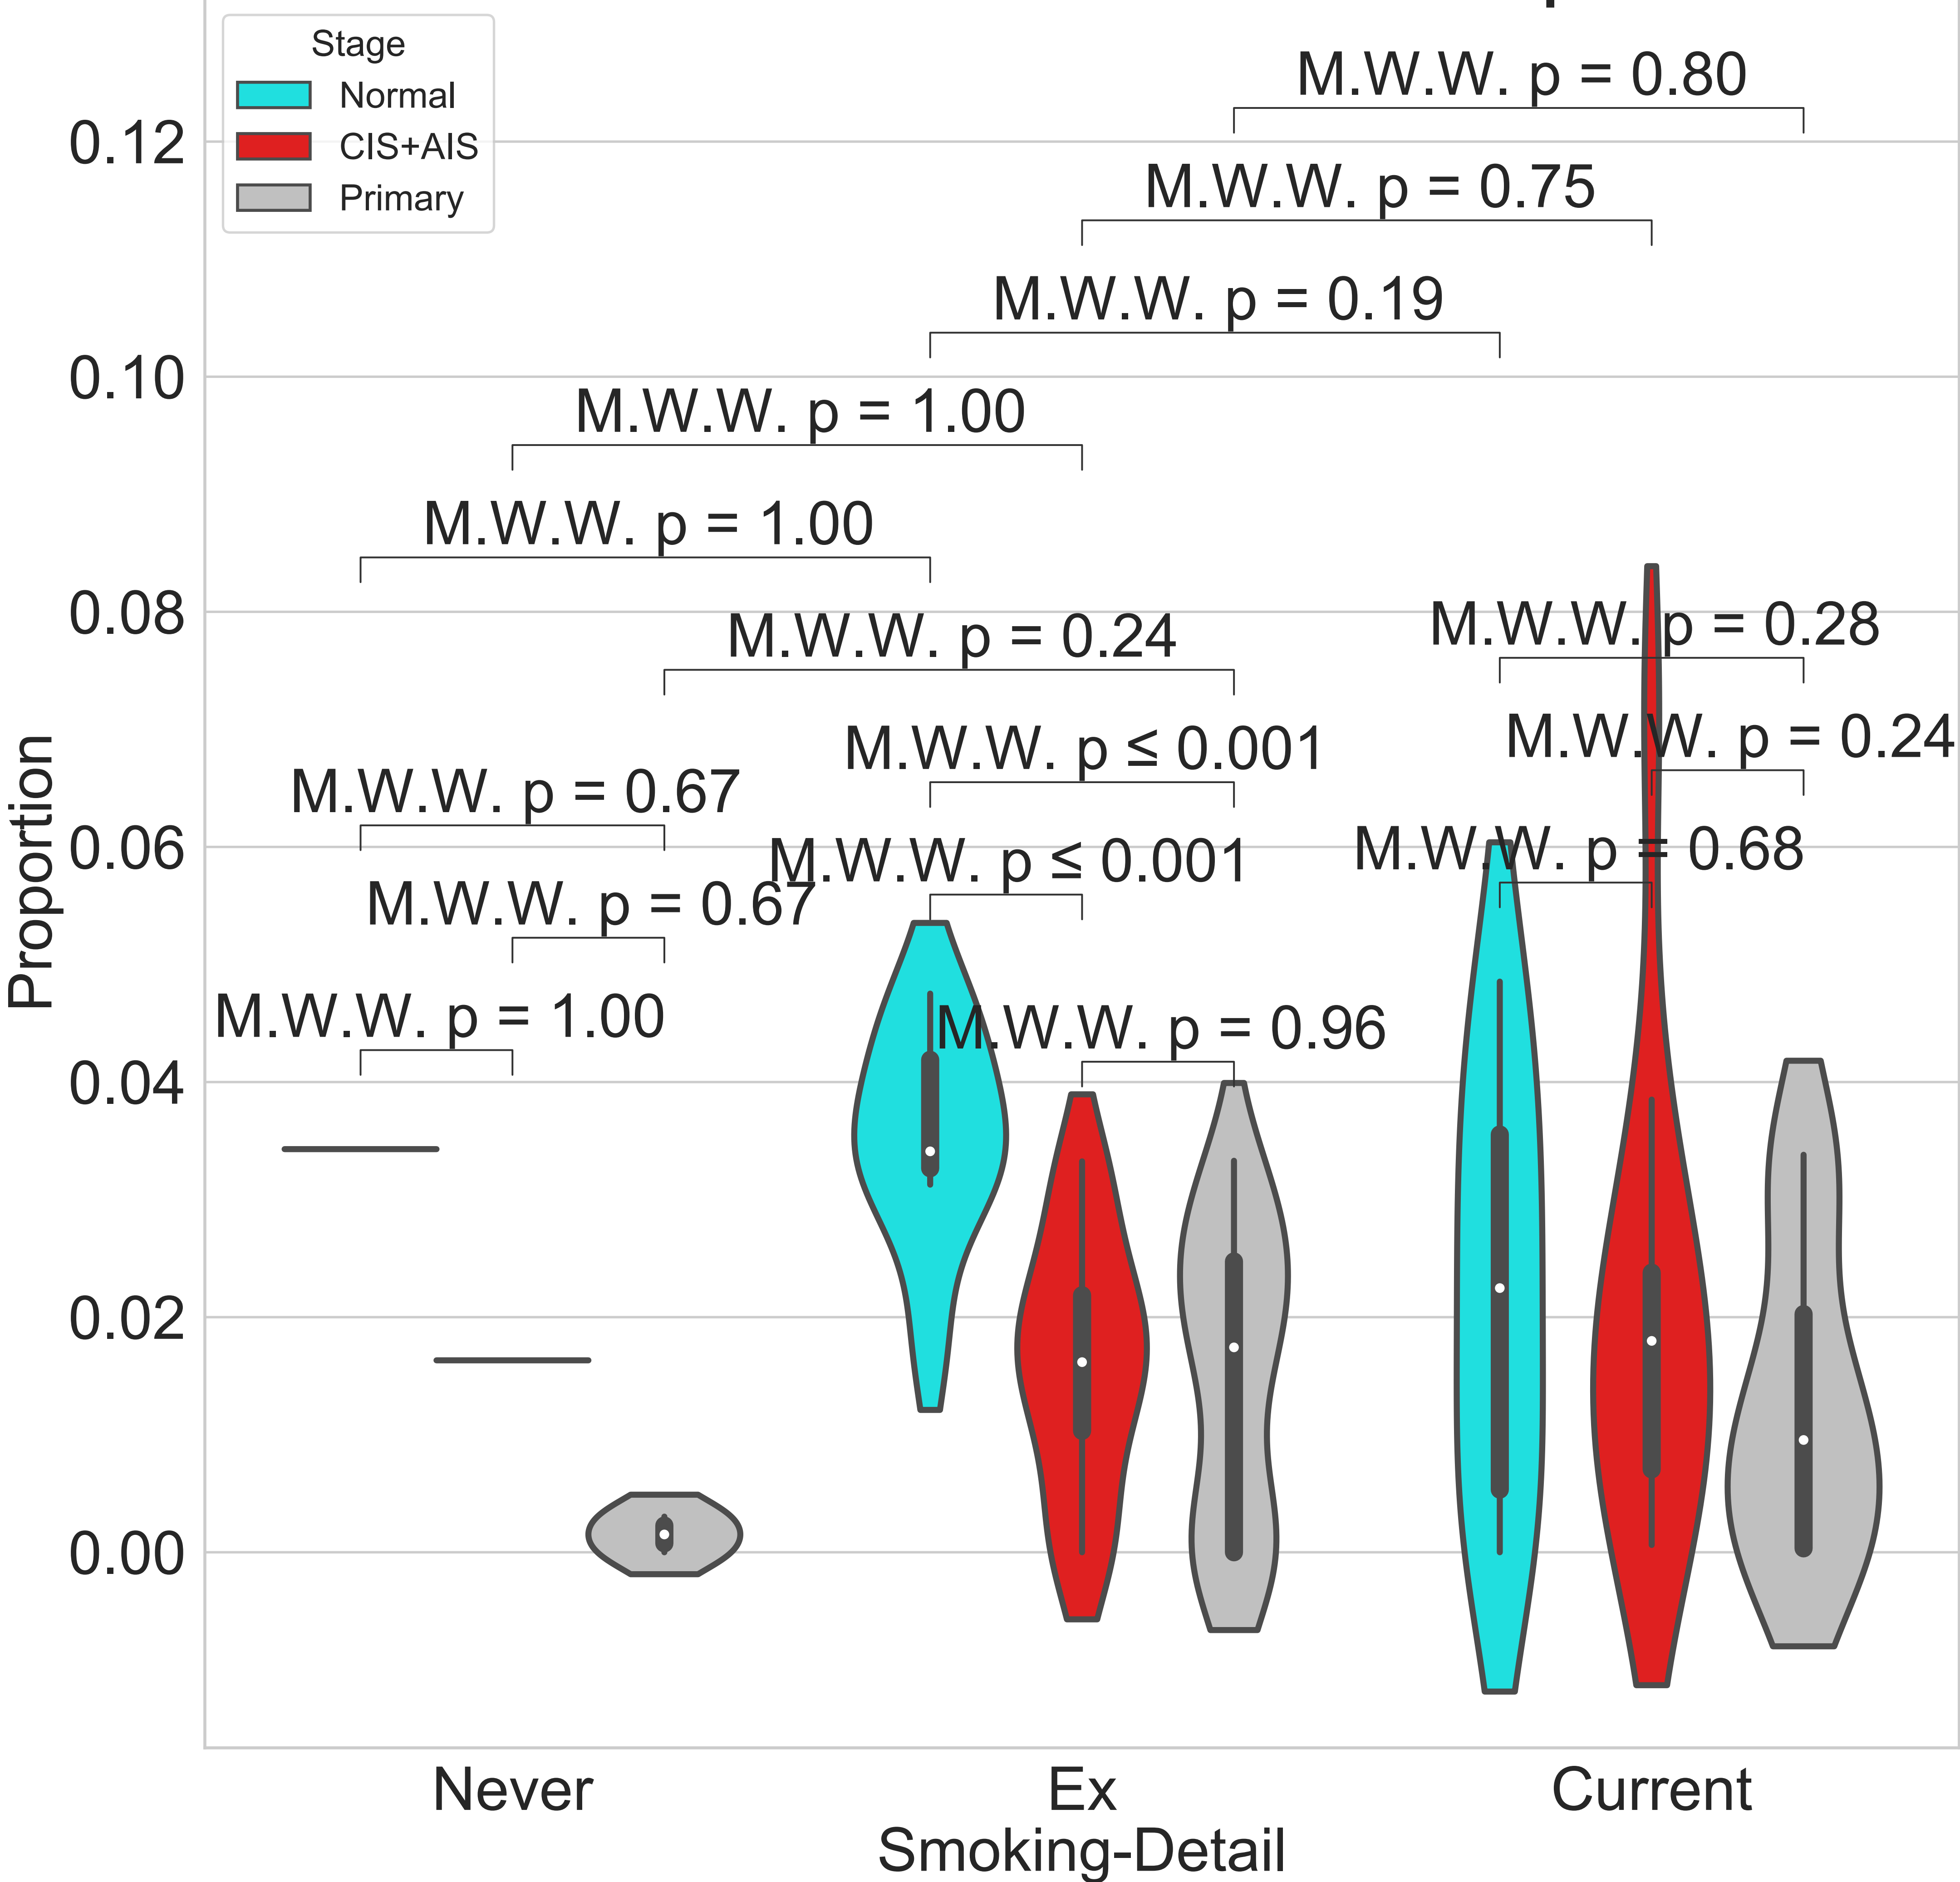 Stage
Normal
CIS+AIS
Primary
M.W.W. p = 0.80
0.12
M.W.W. p = 0.75
M.W.W. p = 0.19
0.10
M.W.W. p = 1.00
M.W.W. p = 1.00
0.08
M.W.W. p = 0.28
M.W.W. p = 0.24
M.W.W. p = 0.24
M.W.W. p ≤ 0.001
M.W.W. p = 0.67
0.06
M.W.W. p = 0.68
M.W.W. p ≤ 0.001
M.W.W. p = 0.67
M.W.W. p = 1.00
M.W.W. p = 0.96
0.04
0.02
0.00
Proportion
Never
Ex
Current
Smoking-Detail